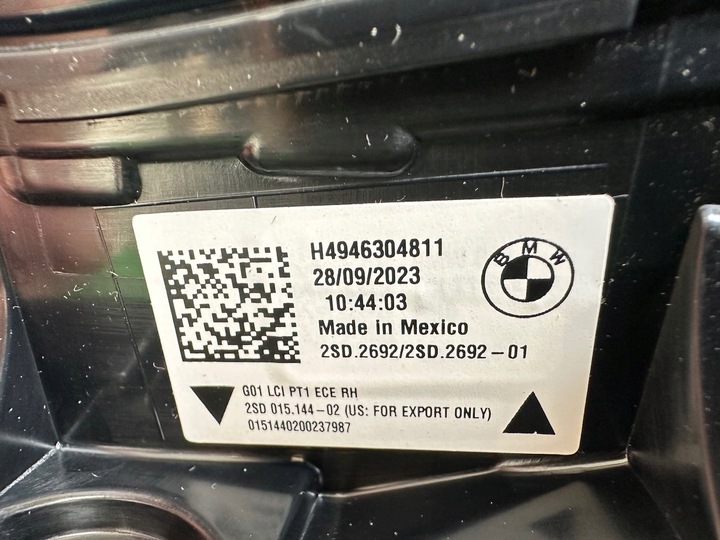 H4946304811
28/09/2023
10:44:03
Made in Mexico
2SD.2692/2SD.2692-01
BMW
G01 LCI PT1 ECE RH
2SD 015.144-02 (US: FOR EXPORT ONLY)
0151440200237987